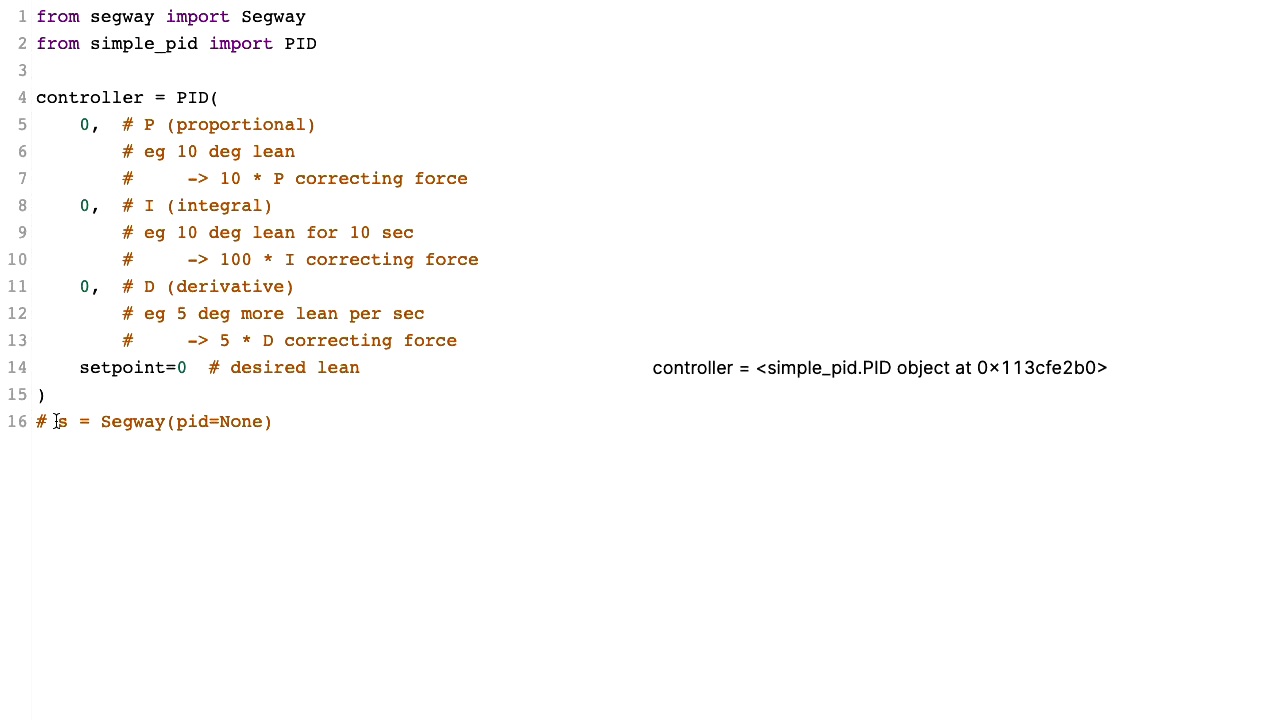 1 from segway import Segway
2 from simple_pid import PID
3
4 controller = PID(
5     0,  # P (proportional)
6         # eg 10 deg lean
7         #     -> 10 * P correcting force
8     0,  # I (integral)
9         # eg 10 deg lean for 10 sec
10         #     -> 100 * I correcting force
11     0,  # D (derivative)
12         # eg 5 deg more lean per sec
13         #     -> 5 * D correcting force
14     setpoint=0  # desired lean controller = <simple_pid.PID object at 0x113cfe2b0>
15 )
16 # s = Segway(pid=None)